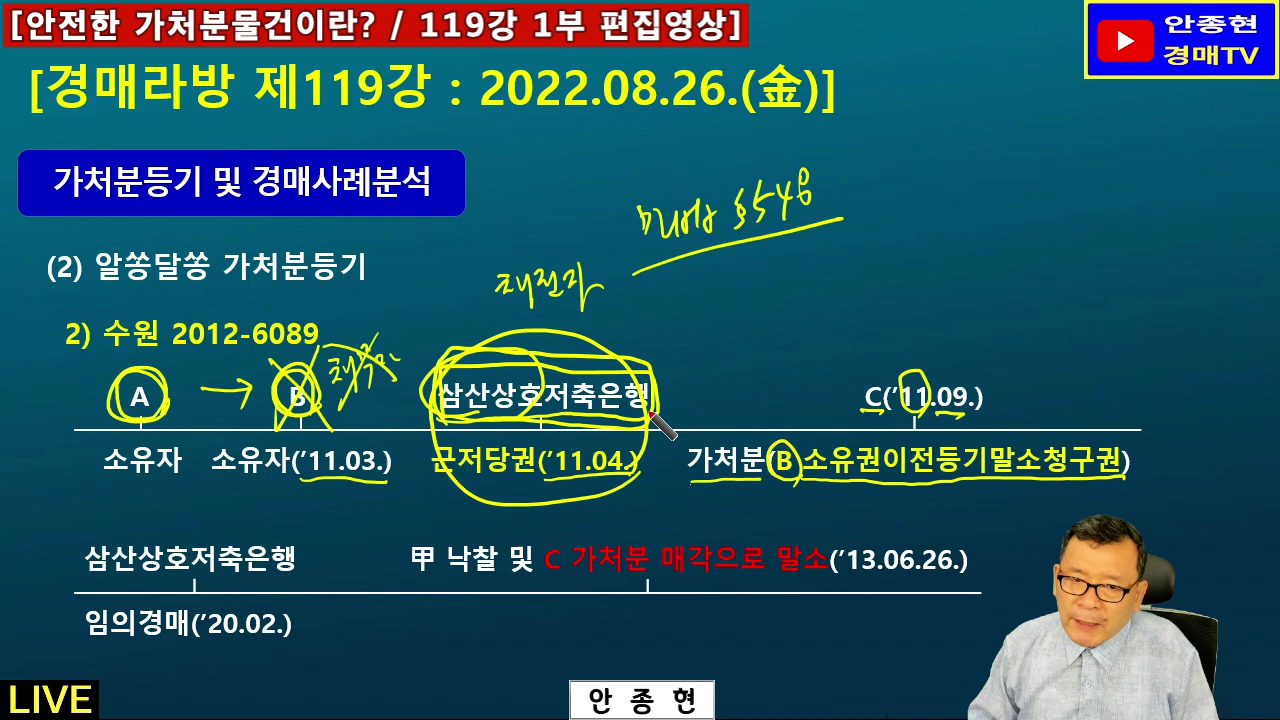 [안전한 가처분물건이란? / 119강 1부 편집영상]
안종현
경매TV
[경매라방 제119강 : 2022.08.26.(金)]
가처분등기 및 경매사례분석
(2) 알쏭달쏭 가처분등기
2) 수원 2012-6089
A B 삼산상호저축은행 C(’11.09.)
소유자 소유자(’11.03.) 근저당권(’11.04.) 가처분(B 소유권이전등기말소청구권)
삼산상호저축은행 甲 낙찰 및 C 가처분 매각으로 말소(’13.06.26.)
임의경매(’20.02.)
LIVE
안 종 현